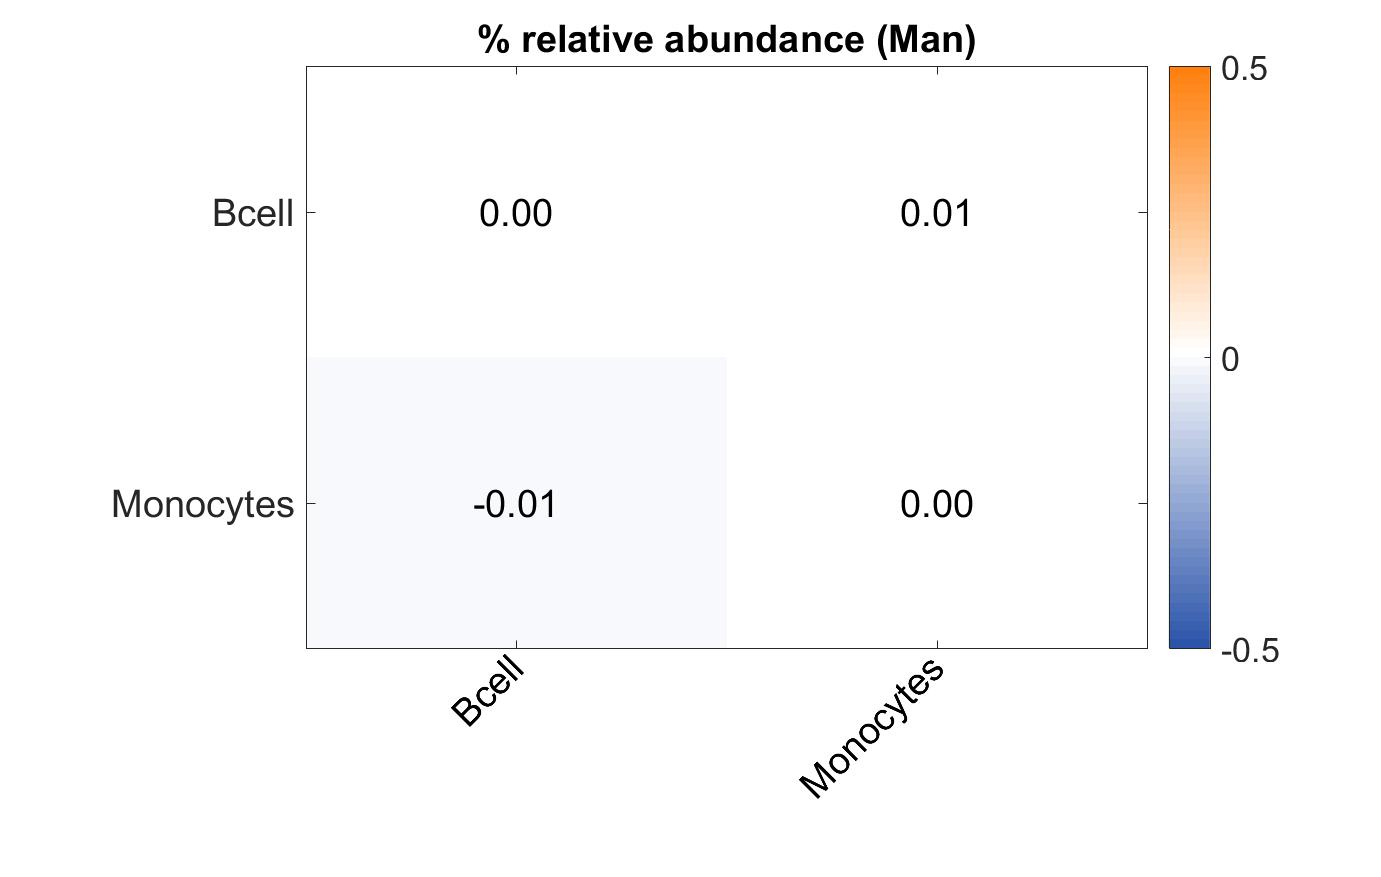 % relative abundance (Man)
0.5
Bcell
0.00
0.01
0
Monocytes
-0.01
0.00
-0.5
Bcell
Monocytes